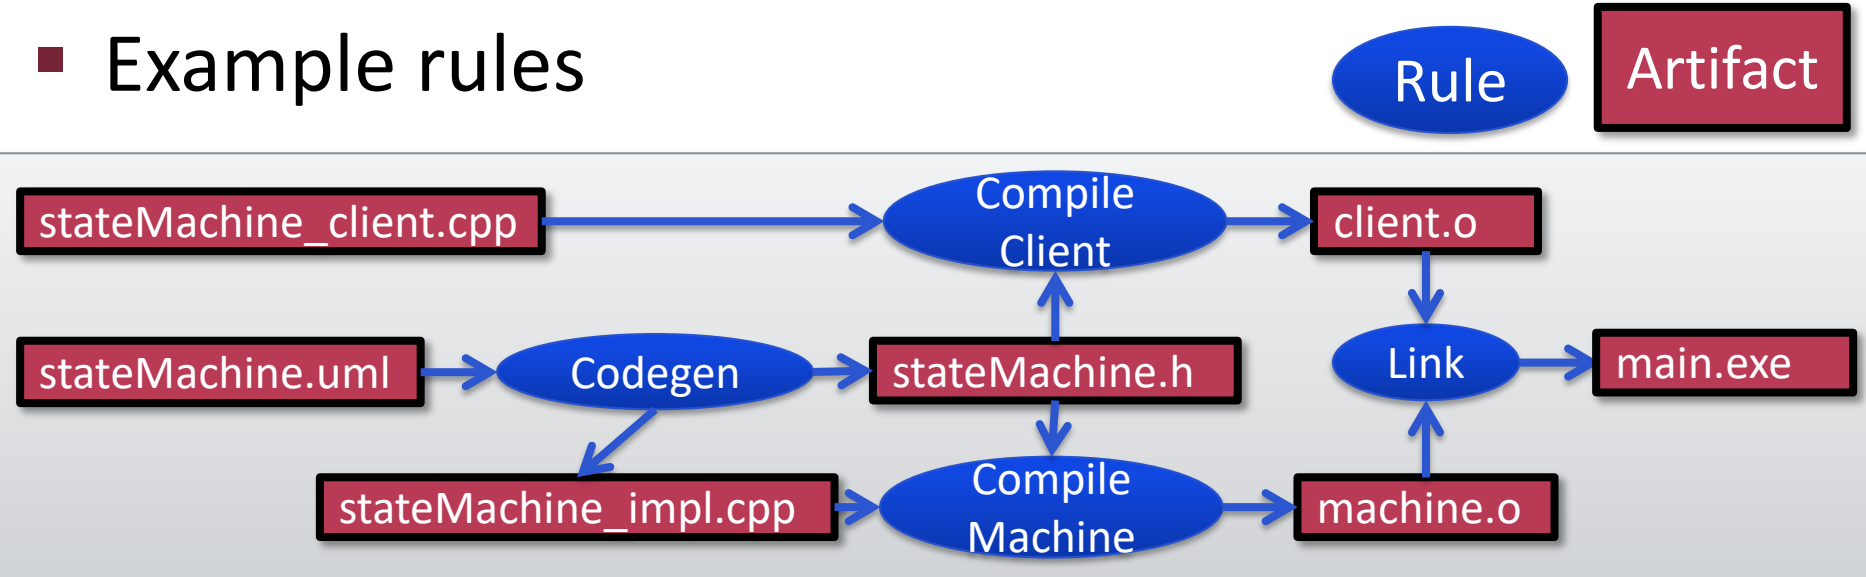 Example rules
Rule
Artifact
stateMachine_client.cpp
Compile
Client
client.o
stateMachine.uml
Codegen
stateMachine.h
Link
main.exe
stateMachine_impl.cpp
Compile
Machine
machine.o